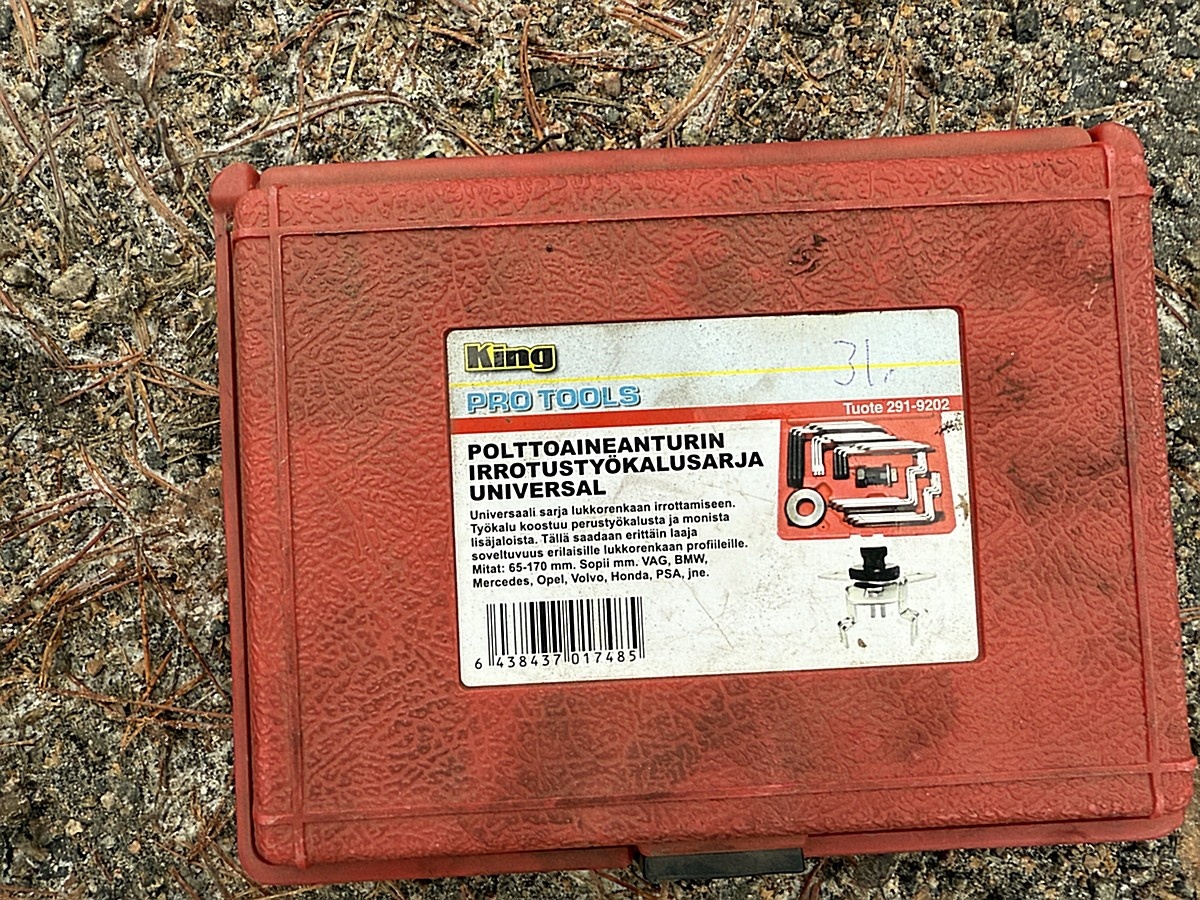 King
31,
PRO TOOLS
Tuote 291-9202
POLTTOAINEANTURIN
IRROTUSTYÖKALUSARJA
UNIVERSAL
Universaali sarja lukkorenkaan irrottamiseen.
Työkalu koostuu perustyökalusta ja monista
lisäjaloista. Tällä saadaan erittäin laaja
soveltuvuus erilaisille lukkorenkaan profiileille.
Mitat: 65-170 mm. Sopii mm. VAG, BMW,
Mercedes, Opel, Volvo, Honda, PSA, jne.
6 438437 017485